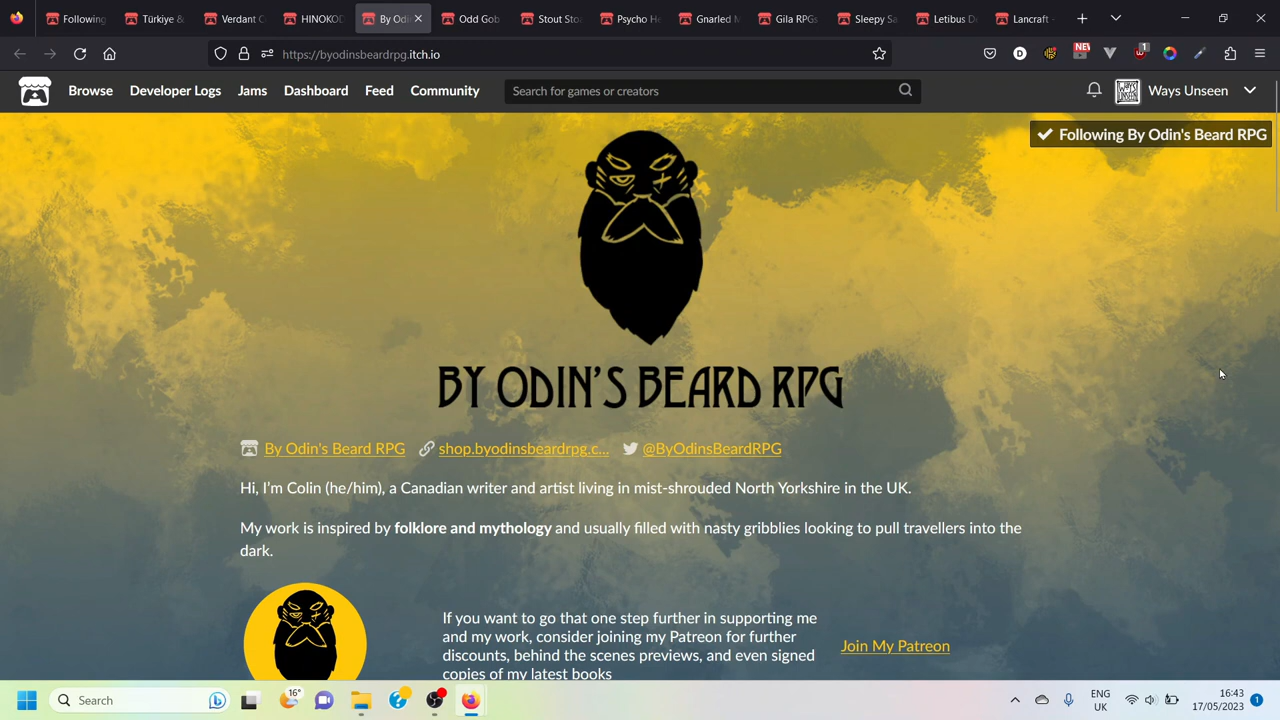 Following
Türkiye &
Verdant
HINOKO
By Odi
Odd Gob
Stout Sto
Psycho He
Gnarled M
Gila RPGs
Sleepy Sa
Letibus D
Lancraft -
https://byodinsbeardrpg.itch.io
NEW
1
Browse
Developer Logs
Jams
Dashboard
Feed
Community
Search for games or creators
Ways Unseen
Following By Odin's Beard RPG
BY ODIN'S BEARD RPG
By Odin's Beard RPG
shop.byodinsbeardrpg.c...
@ByOdinsBeardRPG
Hi, I'm Colin (he/him), a Canadian writer and artist living in mist-shrouded North Yorkshire in the UK.
My work is inspired by folklore and mythology and usually filled with nasty gribblies looking to pull travellers into the
dark.
If you want to go that one step further in supporting me
and my work, consider joining my Patreon for further
discounts, behind the scenes previews, and even signed
copies of my latest books
Join My Patreon
Search
16°
ENG
UK
16:43
17/05/2023
1